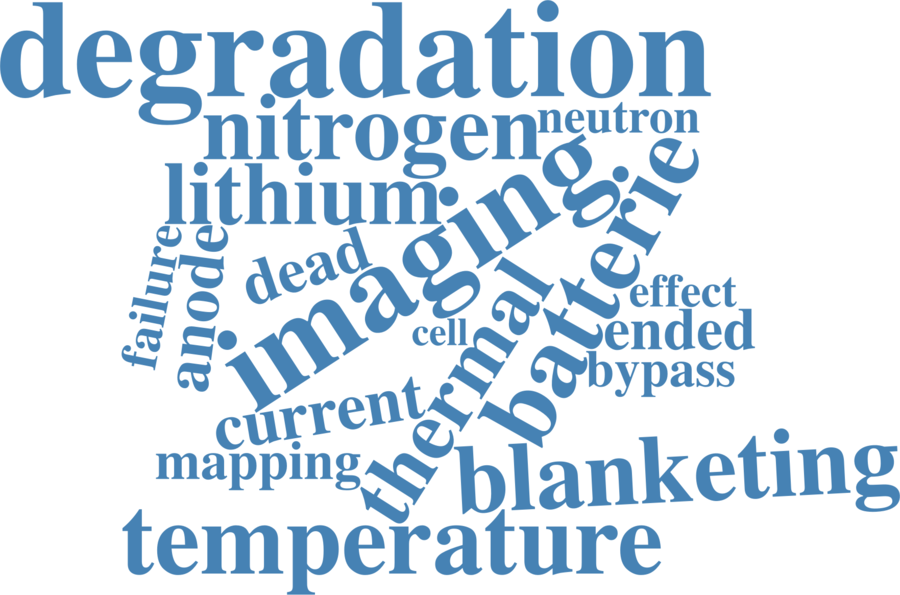 degradation
nitrogen
neutron
lithium
imaging
batterie
failure
anode
dead
thermal
effect
cell
ended
bypass
current
mapping
blanketing
temperature